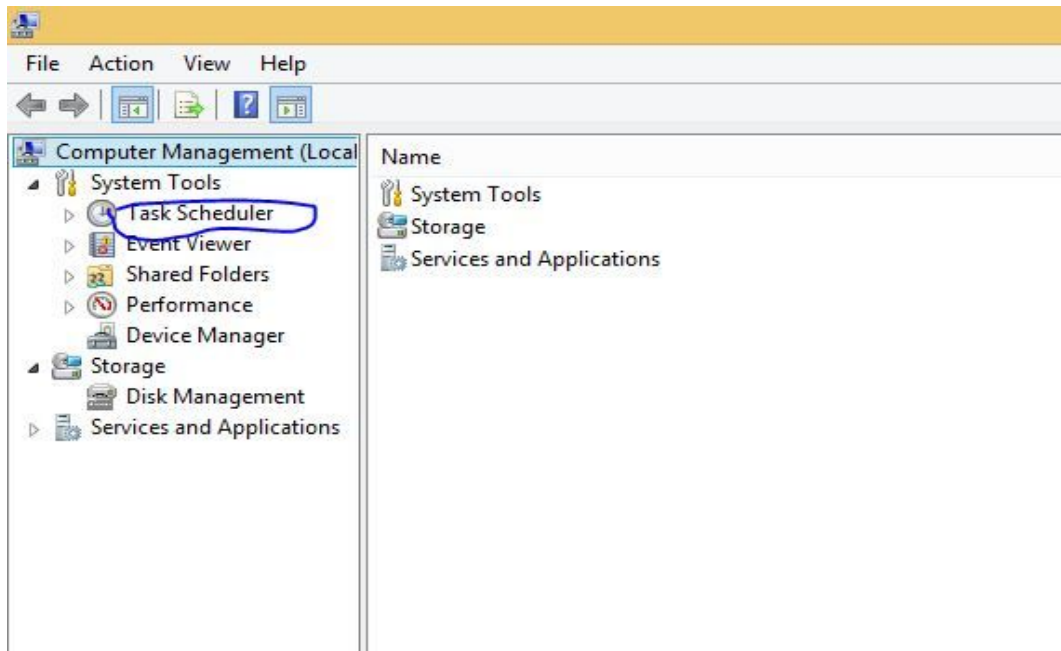 File Action View Help
Computer Management (Local
System Tools
Task Scheduler
Event Viewer
Shared Folders
Performance
Device Manager
Storage
Disk Management
Services and Applications
Name
System Tools
Storage
Services and Applications